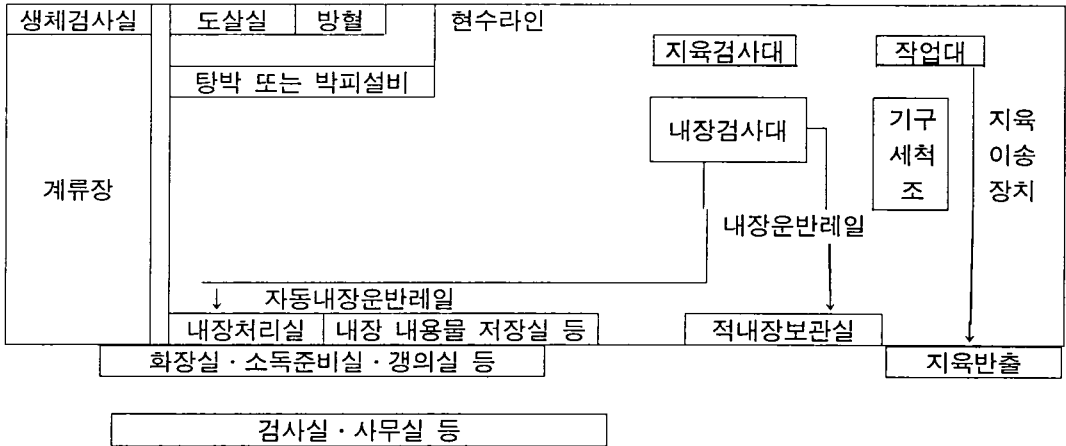 생체검사실 도살실 방혈 현수라인
지육검사대 작업대
탕박 또는 박피설비
내장검사대
기구
세척
조
지육
이송
장치
계류장
내장운반레일
↓ 자동내장운반레일
내장처리실 내장 내용물 저장실 등 적내장보관실
화장실 · 소독준비실 · 갱의실 등 지육반출
검사실 · 사무실 등